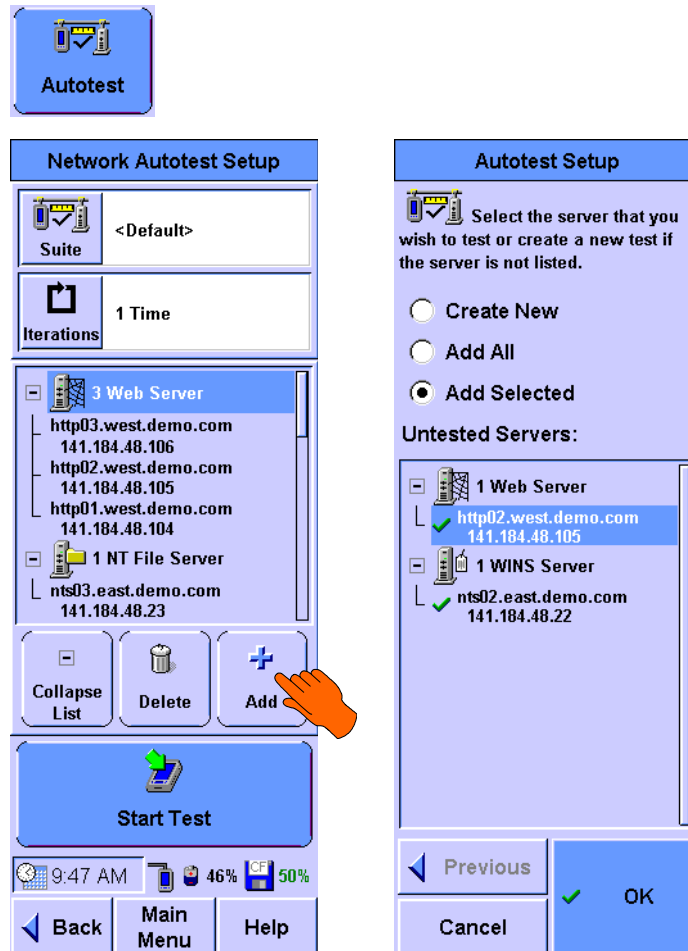 Autotest
Network Autotest Setup
Suite
<Default>
Iterations
1 Time
3 Web Server
http03.west.demo.com
141.184.48.106
http02.west.demo.com
141.184.48.105
http01.west.demo.com
141.184.48.104
1 NT File Server
nts03.east.demo.com
141.184.48.23
Collapse
List
Delete
Add
Start Test
9:47 AM
46%
CF
50%
Back
Main
Menu
Help
Autotest Setup
Select the server that you
wish to test or create a new test if
the server is not listed.
Create New
Add All
Add Selected
Untested Servers:
1 Web Server
http02.west.demo.com
141.184.48.105
1 WINS Server
nts02.east.demo.com
141.184.48.22
Previous
Cancel
OK